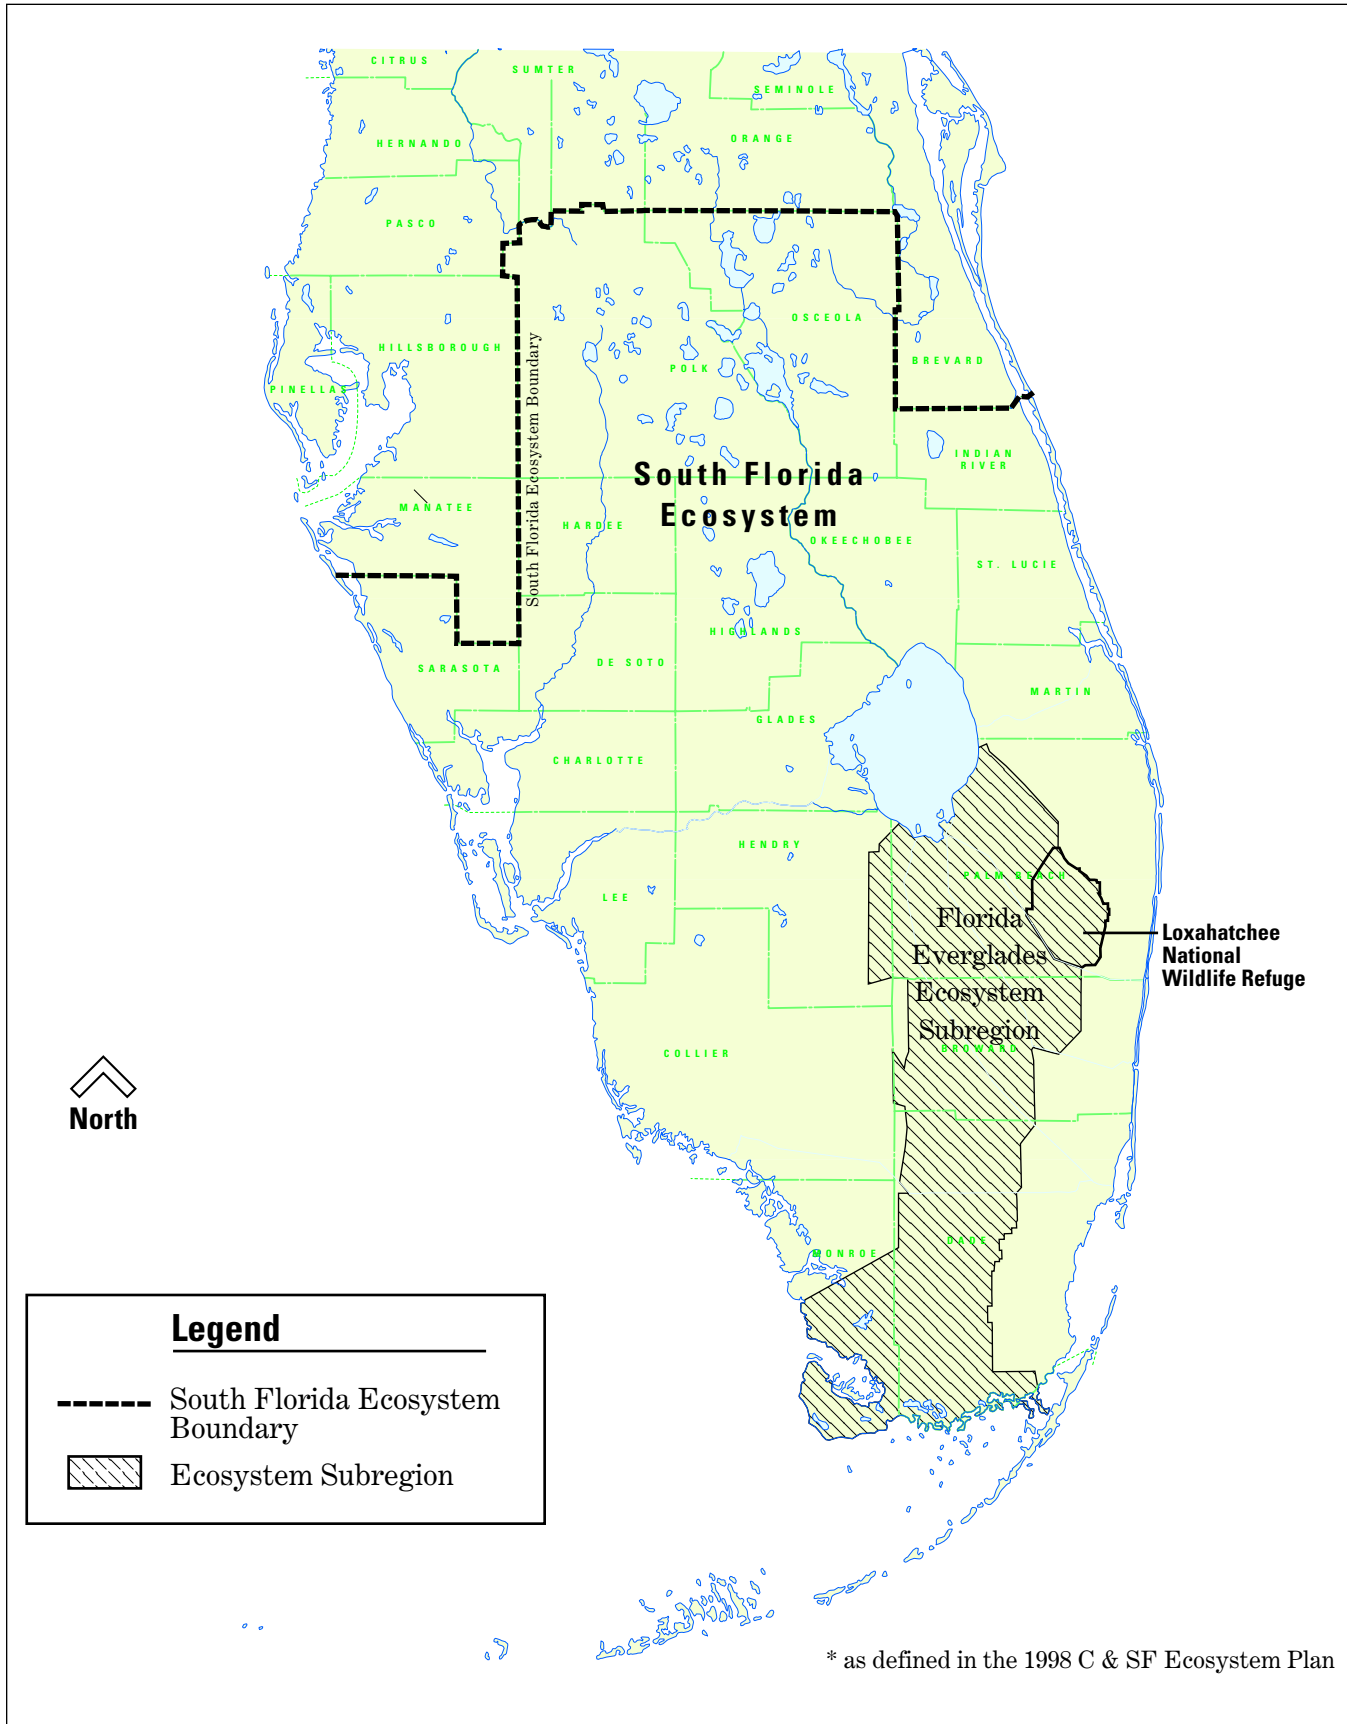 CITRUS
SUMTER
SEMINOLE
HERNANDO
ORANGE
PASCO
OSCEOLA
HILLSBOROUGH
BREVARD
POLK
PINELLAS
South Florida Ecosystem Boundary
INDIAN
RIVER
South Florida
Ecosystem
MANATEE
HARDEE
OKEECHOBEE
ST. LUCIE
HIGHLANDS
SARASOTA
DE SOTO
MARTIN
GLADES
CHARLOTTE
HENDRY
PALM BEACH
LEE
Florida
Everglades
Ecosystem
Subregion
Loxahatchee
National
Wildlife Refuge
BROWARD
COLLIER
North
DADE
MONROE
Legend
South Florida Ecosystem
Boundary
Ecosystem Subregion
* as defined in the 1998 C & SF Ecosystem Plan